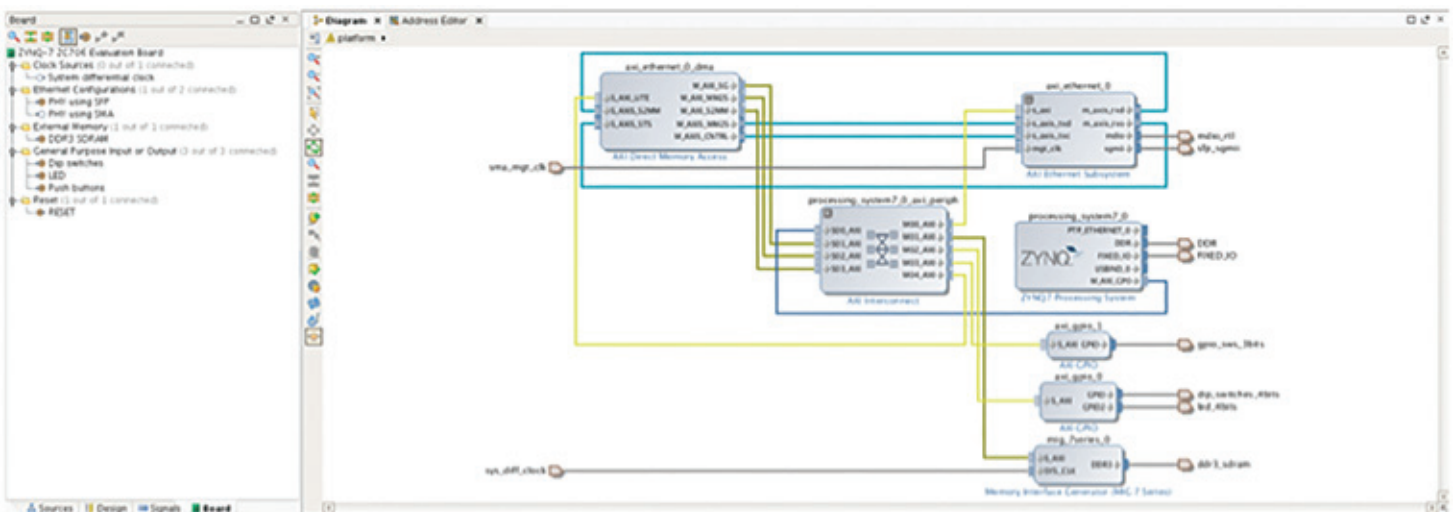 Board
ZYNQ-7 ZC706 Evaluation Board
Clock Sources (0 out of 1 connected)
System differential clock
Ethernet Configurations (1 out of 2 connected)
PHY using SFP
PHY using SMA
External Memory (1 out of 1 connected)
DDR3 SDRAM
General Purpose Input or Output (3 out of 3 connected)
Dip switches
LED
Push buttons
Reset (1 out of 1 connected)
RESET
Sources
Design
Signals
Board
Diagram
Address Editor
platform
axi_ethernet_0_dma
S_AXI_LITE
S_AXIS_S2MM
S_AXIS_STS
M_AXI_SG
M_AXI_MM2S
M_AXI_S2MM
M_AXIS_MM2S
M_AXIS_CNTRL
AXI Direct Memory Access
axi_ethernet_0
s_axi
s_axis_txd
s_axis_txc
mgt_clk
m_axis_rxd
m_axis_rxs
mdio
sgmii
AXI Ethernet Subsystem
mdio_rtl
sfp_sgmii
sma_mgt_clk
processing_system7_0_axi_periph
S00_AXI
S01_AXI
S02_AXI
S03_AXI
M00_AXI
M01_AXI
M02_AXI
M03_AXI
M04_AXI
AXI Interconnect
processing_system7_0
ZYNQ
PTP_ETHERNET_0
DDR
FIXED_IO
USBIND_0
M_AXI_GP0
ZYNQ7 Processing System
DDR
FIXED_IO
axi_gpio_1
S_AXI GPIO
AXI GPIO
gpio_sws_3bits
axi_gpio_0
S_AXI
GPIO
GPIO2
AXI GPIO
dip_switches_4bits
led_4bits
mig_7series_0
S_AXI
SYS_CLK
DDR3
Memory Interface Generator (MIG 7 Series)
ddr3_sdram
sys_diff_clock